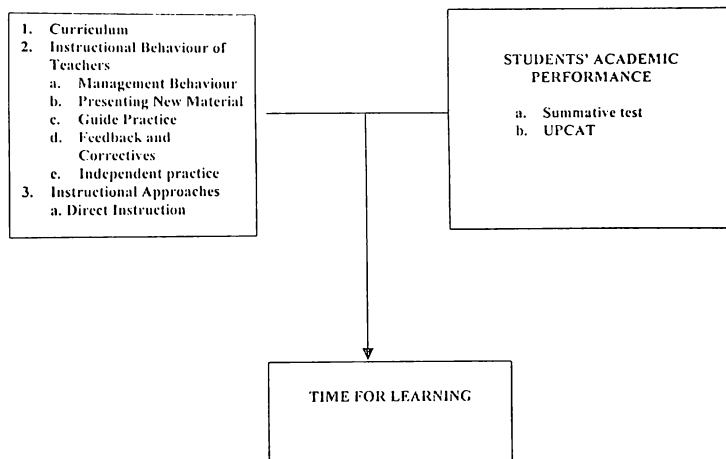 1. Curriculum
2. Instructional Behaviour of
Teachers
a. Management Behaviour
b. Presenting New Material
c. Guide Practice
d. Feedback and
Correctives
e. Independent practice
3. Instructional Approaches
a. Direct Instruction
STUDENTS' ACADEMIC
PERFORMANCE
a. Summative test
b. UPCAT
TIME FOR LEARNING